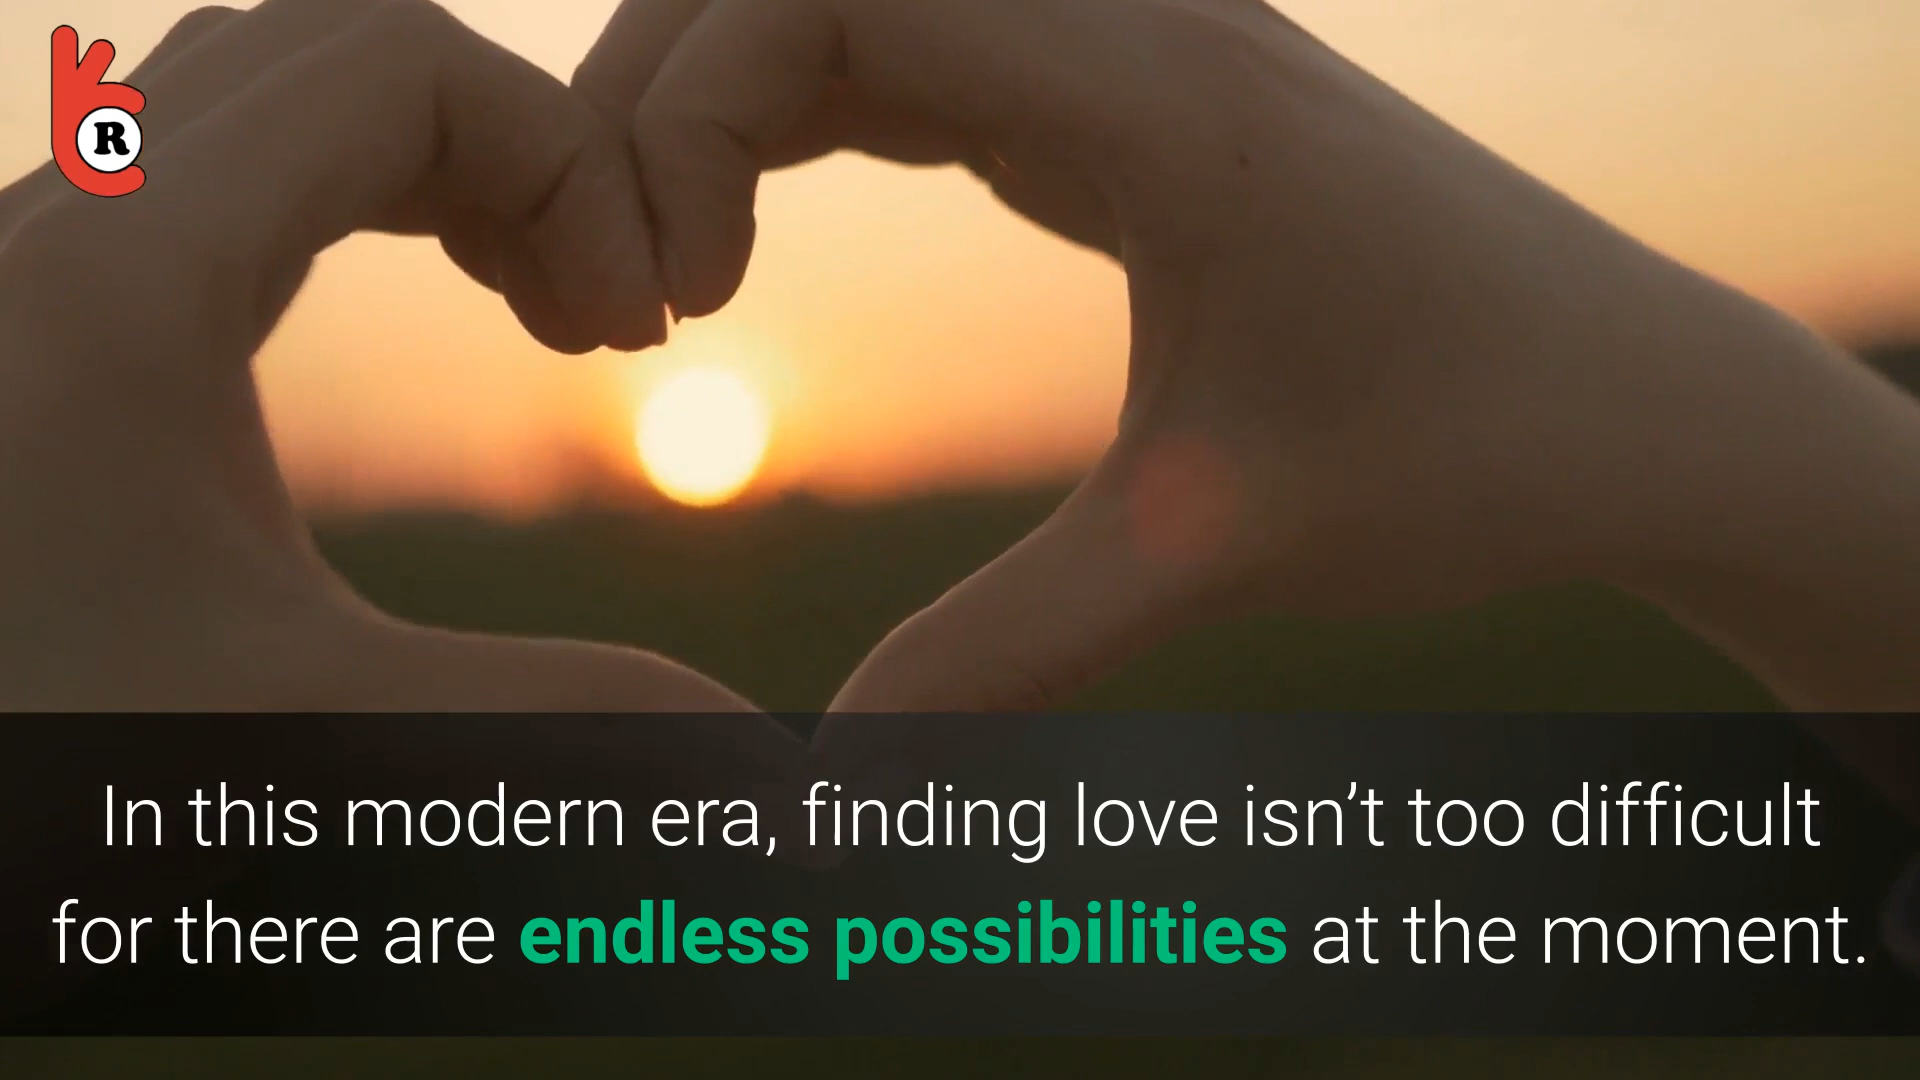 R
In this modern era, finding love isn’t too difficult
for there are endless possibilities at the moment.